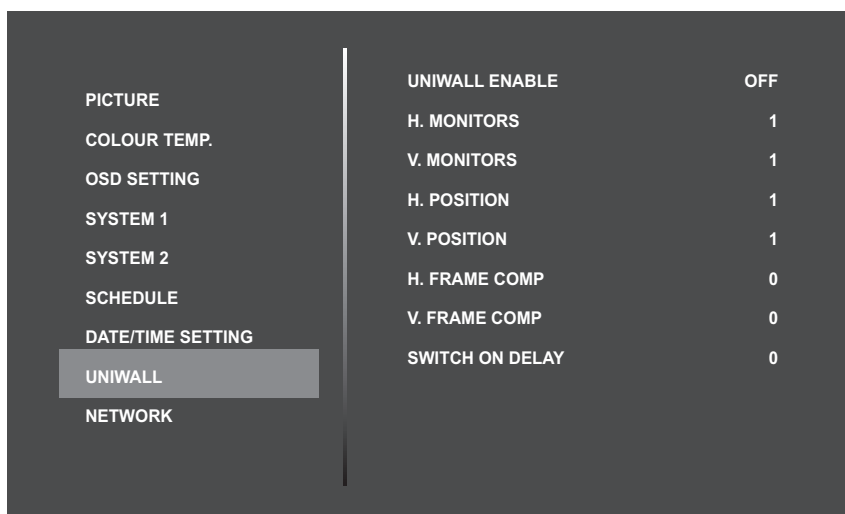 PICTURE
COLOUR TEMP.
OSD SETTING
SYSTEM 1
SYSTEM 2
SCHEDULE
DATE/TIME SETTING
UNIWALL
NETWORK
UNIWALL ENABLE OFF
H. MONITORS 1
V. MONITORS 1
H. POSITION 1
V. POSITION 1
H. FRAME COMP 0
V. FRAME COMP 0
SWITCH ON DELAY 0